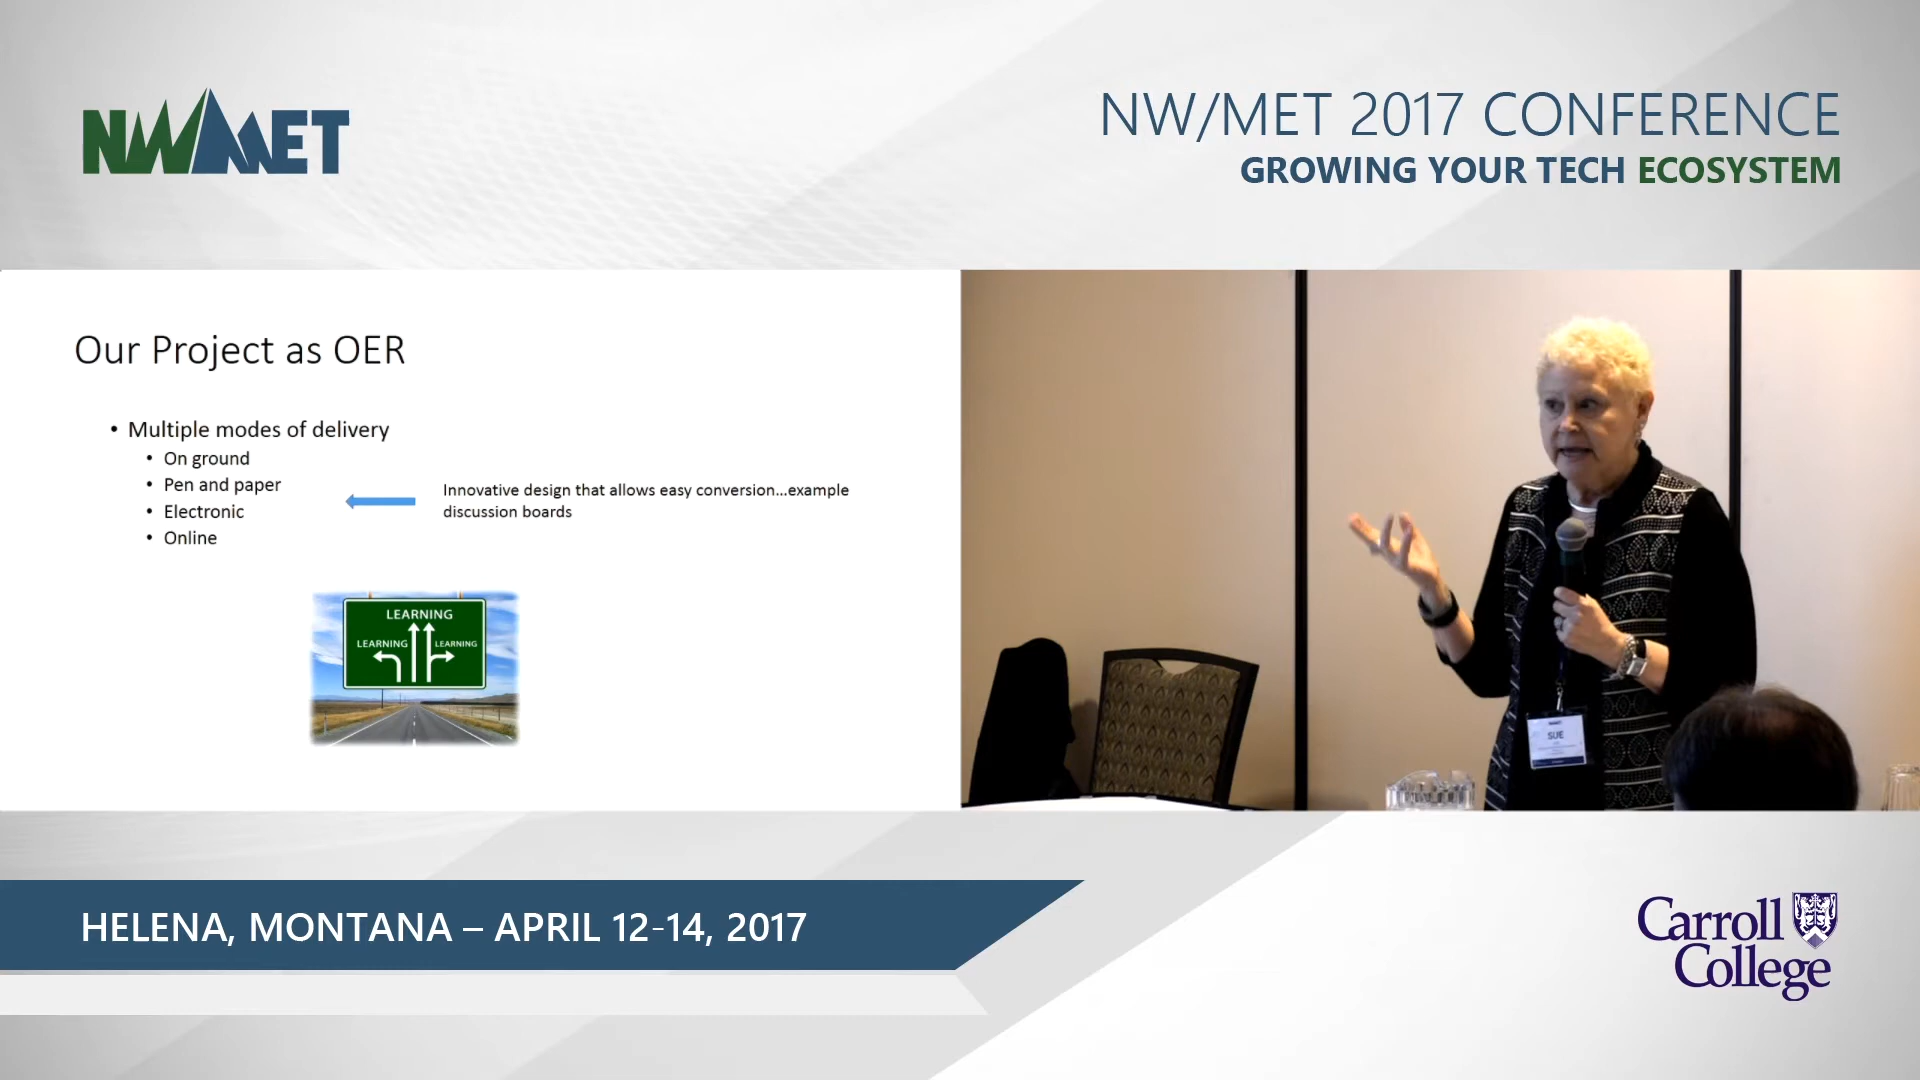 NWMET
NW/MET 2017 CONFERENCE
GROWING YOUR TECH ECOSYSTEM
Our Project as OER
• Multiple modes of delivery
• On ground
• Pen and paper
• Electronic
• Online
Innovative design that allows easy conversion...example
discussion boards
LEARNING
LEARNING
LEARNING
SUE
HELENA, MONTANA – APRIL 12-14, 2017
Carroll
College